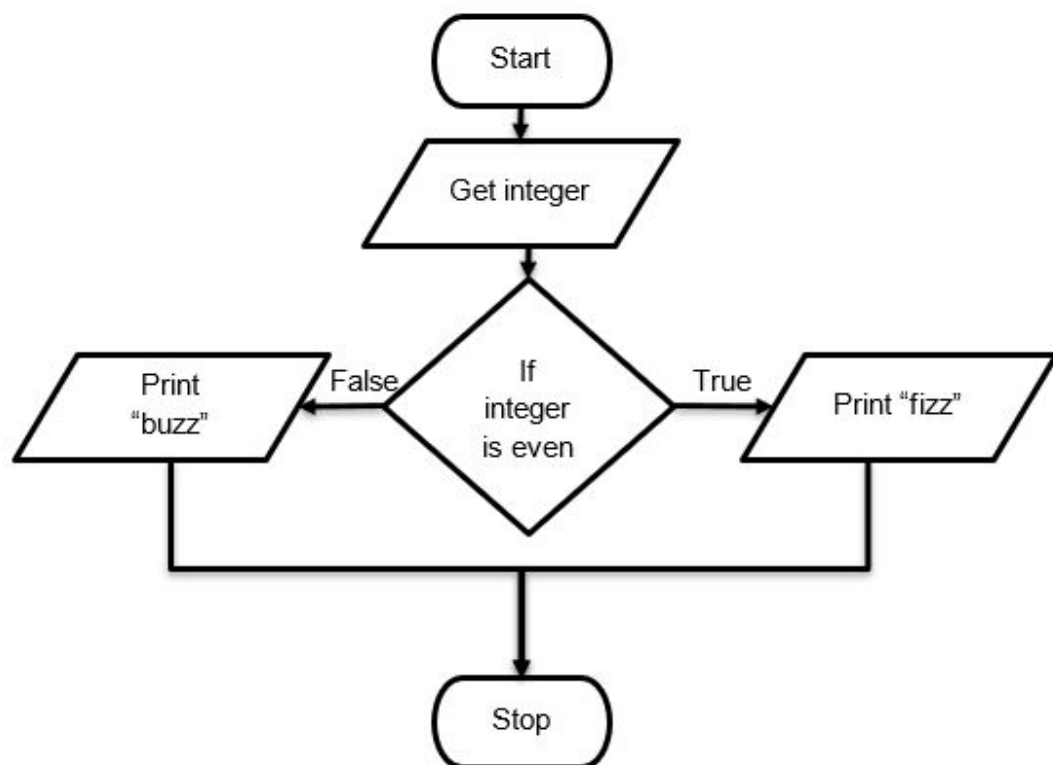 Start
Get integer
False
If
integer
is even
True
Print
“buzz”
Print “fizz”
Stop